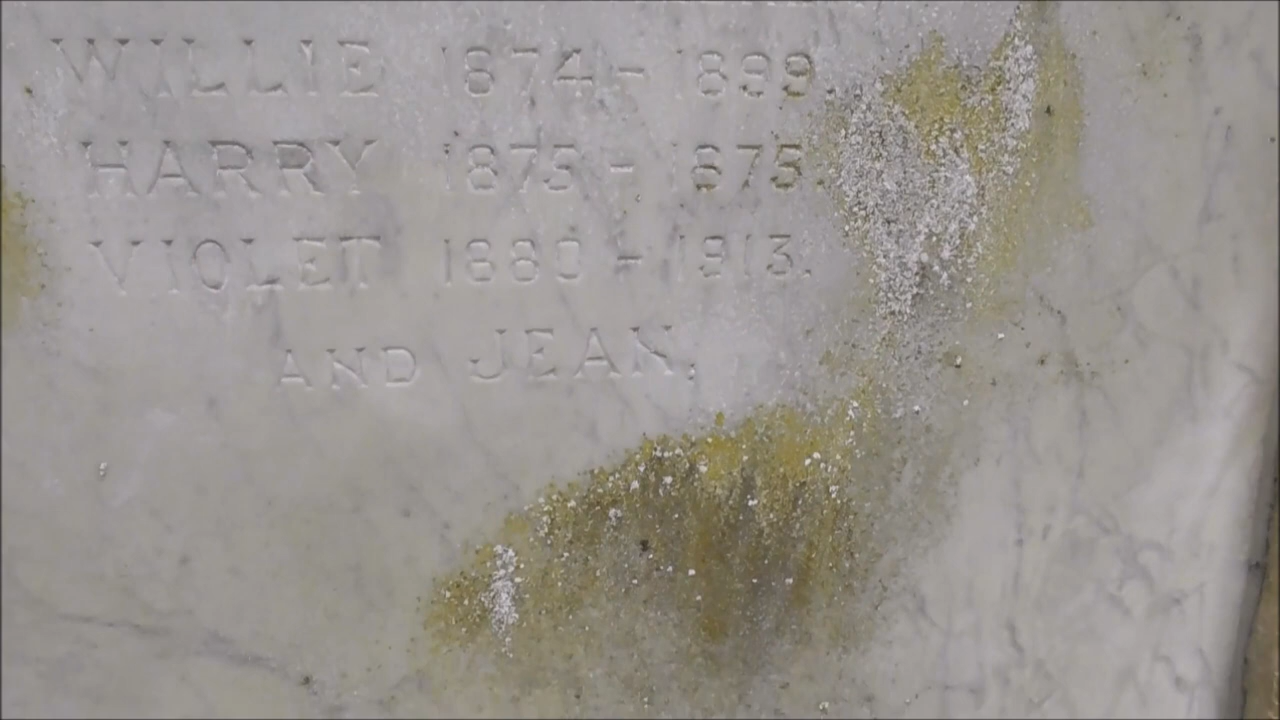 WILLIE 1874 - 1899.
HARRY 1875 - 1875.
VIOLET 1880 - 1913.
AND JEAN.